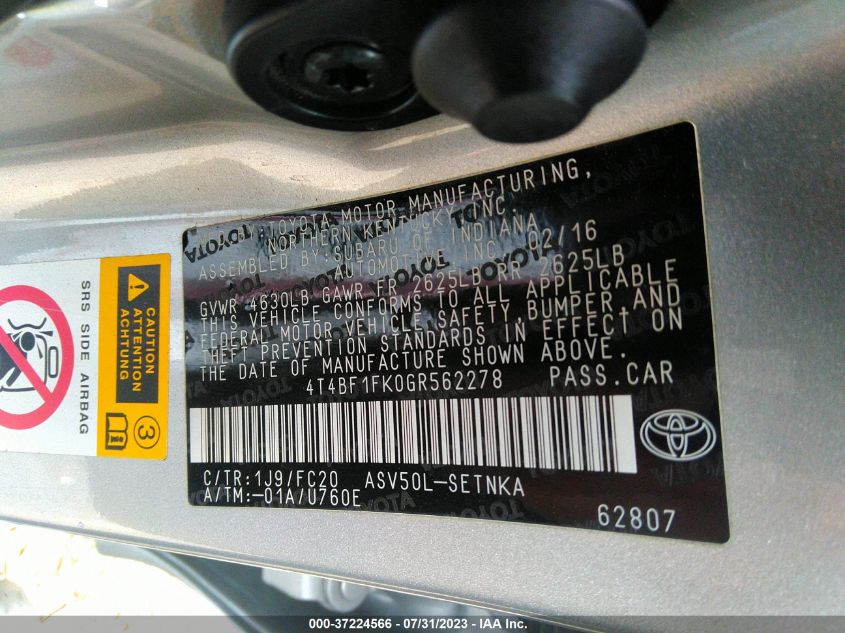 TOYOTA MOTOR MANUFACTURING,
NORTHERN KENTUCKY, INC.
ASSEMBLED BY: SUBARU OF INDIANA
AUTOMOTIVE, INC. 02/16
GVWR 4630LB GAWR FR 2625LB RR 2625LB
THIS VEHICLE CONFORMS TO ALL APPLICABLE
FEDERAL MOTOR VEHICLE SAFETY, BUMPER, AND
THEFT PREVENTION STANDARDS IN EFFECT ON
THE DATE OF MANUFACTURE SHOWN ABOVE.
4T4BF1FK0GR562278 PASS.CAR
C/TR:1J9/FC20 ASV50L-SETNKA
A/TM:-01A/U760E
62807
TOYOTA
SRS SIDE AIRBAG
CAUTION
ATTENTION
ACHTUNG
3
000-37224566 - 07/31/2023 - IAA Inc.